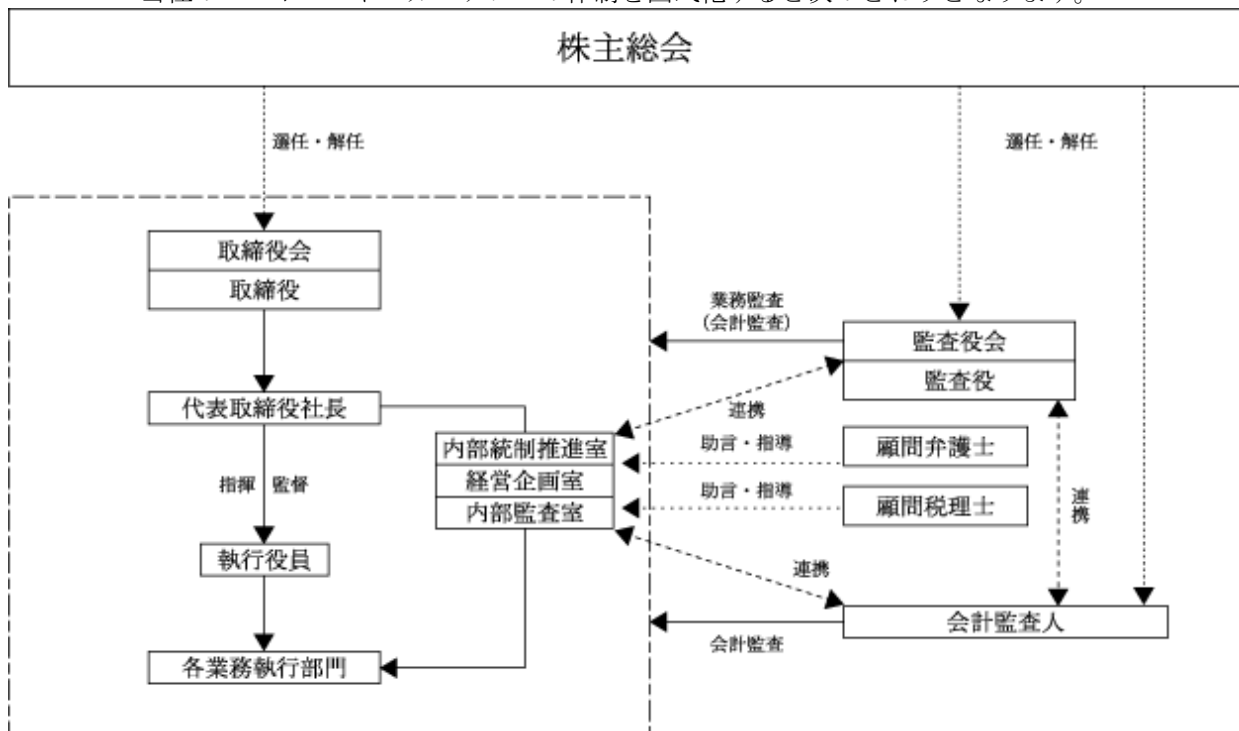 株主総会
選任・解任
選任・解任
取締役会
取締役
業務監査
(会計監査)
監査役会
監査役
代表取締役社長
連携
内部統制推進室
経営企画室
内部監査室
助言・指導
顧問弁護士
助言・指導
顧問税理士
指揮 監督
連携
執行役員
連携
会計監査人
会計監査
各業務執行部門